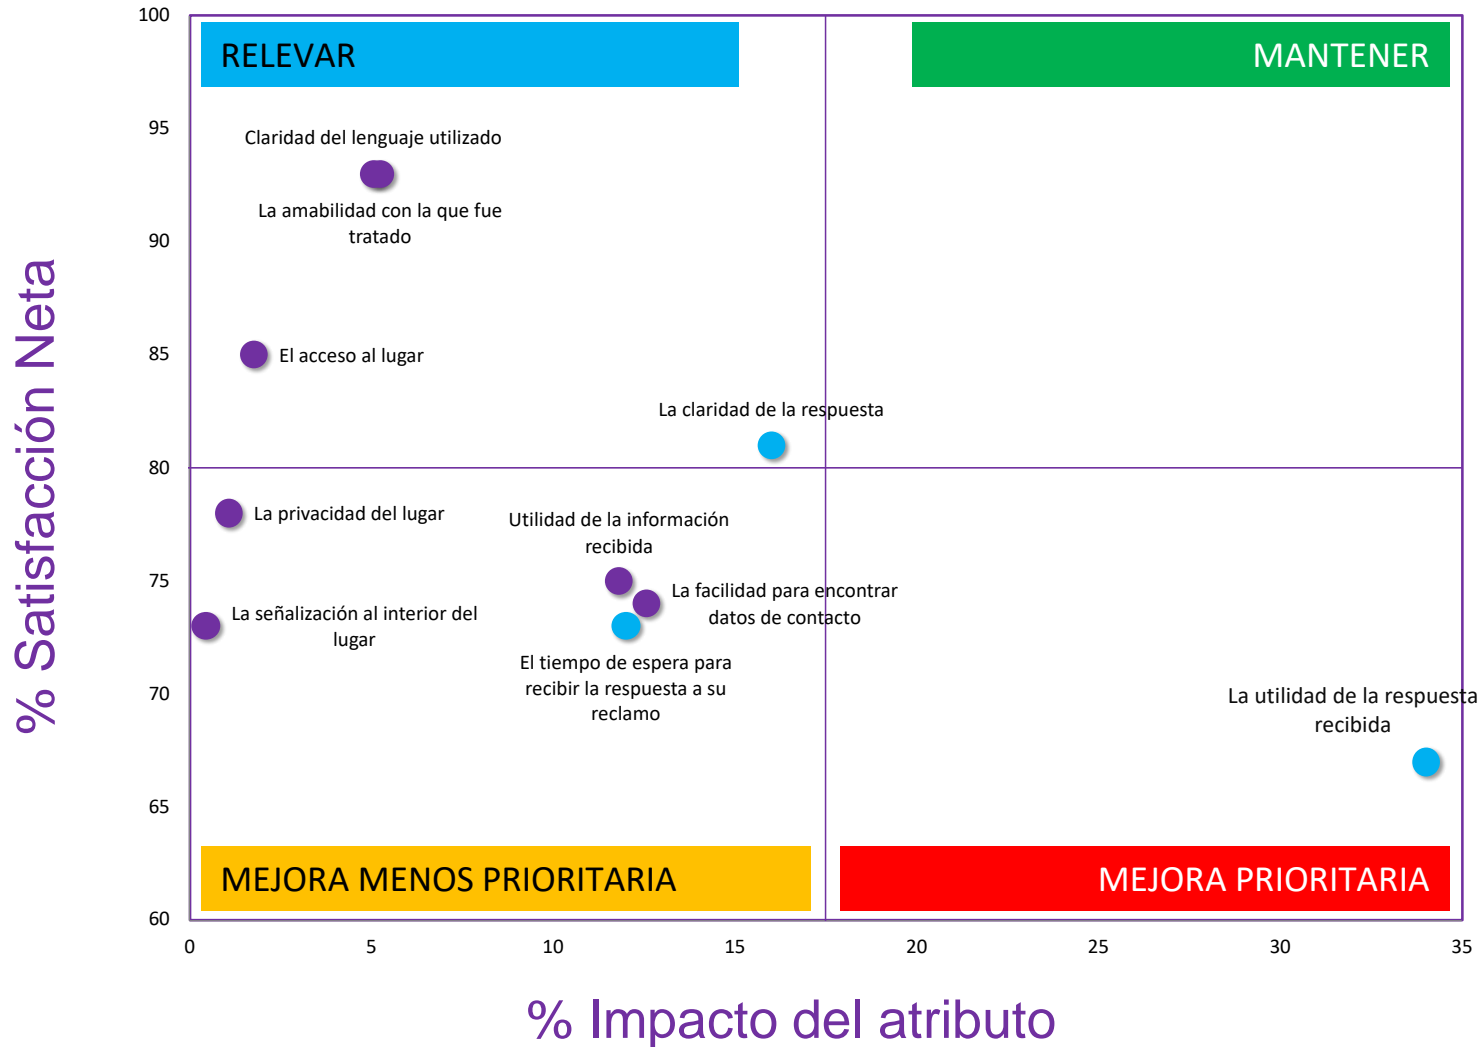 100
RELEVAR
MANTENER
95
Claridad del lenguaje utilizado
La amabilidad con la que fue
tratado
90
85
El acceso al lugar
La claridad de la respuesta
80
La privacidad del lugar
Utilidad de la información
recibida
75
La facilidad para encontrar
datos de contacto
La señalización al interior del
lugar
El tiempo de espera para
recibir la respuesta a su
reclamo
70
La utilidad de la respuesta
recibida
65
MEJORA MENOS PRIORITARIA
MEJORA PRIORITARIA
60
0 5 10 15 20 25 30 35
% Impacto del atributo
% Satisfacción Neta